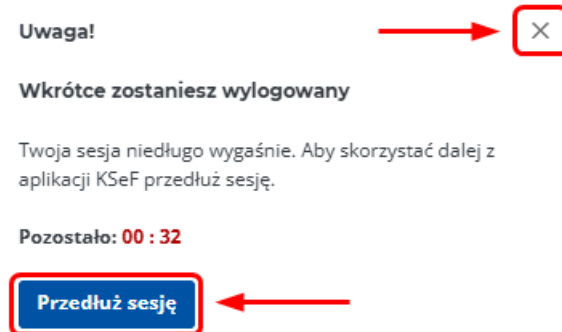 Uwaga!
Wkrótce zostaniesz wylogowany
Twoja sesja niedługo wygaśnie. Aby skorzystać dalej z
aplikacji KSeF przedłuż sesję.
Pozostało: 00 : 32
Przedłuż sesję